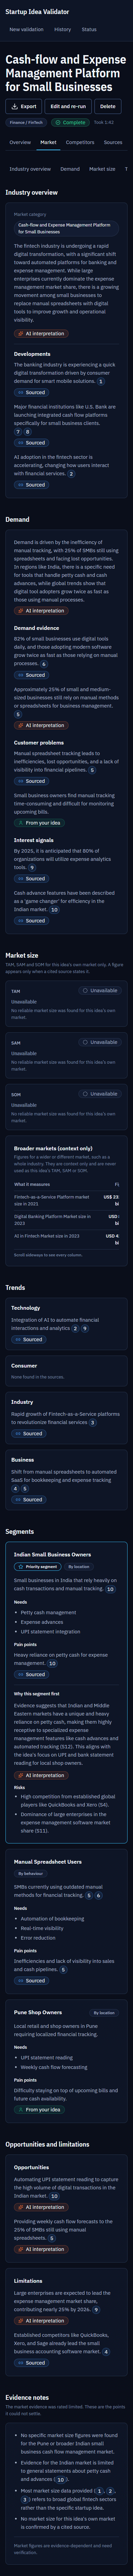 Startup Idea Validator
New validation
History
Status
Cash-flow and Expense
Management Platform
for Small Businesses
Export
Edit and re-run
Delete
Finance / FinTech
Complete
Overview
Market
Competitors
Sources
Industry overview
Demand
Market size
Industry overview
Market category
Cash-flow and Expense Management Platform
for Small Businesses
The fintech industry is undergoing a rapid
digital transformation, with a significant shift
toward automation and AI in the banking and
expense management. While large
enterprises currently dominate the expense
management system, there is a growing
need among small businesses to replace
manual spreadsheets with digital
tools to improve growth and operational
visibility.
AI interpretation
Developments
The banking industry is experiencing a quick
digital transformation driven by consumer
demand for smart mobile solutions. 1
Sourced
Major financial institutions like U.S. Bank are
launching integrated cash flow platforms
specifically for small businesses.
7 8
Sourced
AI adoption in the fintech sector is
accelerating, changing how users interact
with financial services. 2
Sourced
Demand
Demand is driven by the inefficiency of
manual tracking, with 25% of SMEs still using
spreadsheets and facing lost opportunities.
In regions like India, there is a specific need
for tools that handle petty cash and cash
advances, while global trends show that
digital tool adopters grow twice as fast as
those using manual processes.
AI interpretation
Demand evidence
82% of small businesses use digital tools
daily, and those adopting modern software
grow twice as fast as those relying on manual
processes. 6
Sourced
Approximately 25% of small and medium-
sized businesses still rely on manual methods
or spreadsheets for business management.
5
AI interpretation
Customer problems
Manual spreadsheet tracking leads to
inefficiencies, lost opportunities, and a lack of
visibility into financial pipelines. 5
Sourced
Small business owners find manual tracking
time-consuming and difficult for monitoring
upcoming bills.
From your idea
Interest signals
By 2025, it is anticipated that 80% of
organisations will utilize expense analytics
tools. 9
Sourced
Cash advance features have been described
as a 'game changer' for efficiency in the
Indian market. 10
Sourced
Market size
TAM, SAM and SOM for this idea's own market only. A figure
appears only when a cited source states it.
TAM
Unavailable
Unavailable
No reliable market size was found for this idea's own
market.
SAM
Unavailable
Unavailable
No reliable market size was found for this idea's own
market.
SOM
Unavailable
Unavailable
No reliable market size was found for this idea's own
market.
Broader markets (context only)
Figures for a wider or different market, such as a
whole industry. They are context only and are never
used as this idea's TAM, SAM or SOM.
What it measures
Fintech-as-a-Service Platform market
size in 2021
Digital Banking Platform Market size in
2023
AI in Fintech Market size in 2023
Scroll sideways to see every column.
Trends
Technology
Integration of AI to automate financial
interactions and analytics 2 9
Sourced
Consumer
None found in the sources.
Industry
Rapid growth of Fintech-as-a-Service platforms
to revolutionize financial services 3
Sourced
Business
Shift from manual spreadsheets to automated
SaaS for bookkeeping and expense tracking
4 5
Sourced
Segments
Indian Small Business Owners
Priority segment
By location
Small businesses in India that rely heavily on
cash transactions and manual tracking. 10
Needs
Petty cash management
Expense advances
UPI statement integration
Pain points
Heavy reliance on petty cash for expense
management. 10
Sourced
Why this segment first
Evidence suggests that Indian and Middle
Eastern markets have a unique and heavy
reliance on petty cash, making them highly
receptive to specialized expense
management features like cash advances and
automated tracking (S12). This aligns with
the idea's focus on UPI and bank statement
reading for local shop owners.
AI interpretation
Risks
High competition from established global
players like QuickBooks and Xero (S4).
Dominance of large enterprises in the
expense management software market
share (S11).
Manual Spreadsheet Users
By behaviour
SMBs currently using outdated manual
methods for financial tracking. 5 6
Needs
Automation of bookkeeping
Real-time visibility
Error reduction
Pain points
Inefficiencies and lack of visibility into sales
and cash pipelines. 5
Sourced
Pune Shop Owners
By location
Local retail and shop owners in Pune
requiring localized financial tracking.
Needs
UPI statement reading
Weekly cash flow forecasting
Pain points
Difficulty staying on top of upcoming bills and
future cash availability.
From your idea
Opportunities and limitations
Opportunities
Automating UPI statement reading to capture
the high volume of digital transactions in the
Indian market. 10
AI interpretation
Providing weekly cash flow forecasts to the
25% of SMBs still using manual
spreadsheets. 5
AI interpretation
Limitations
Large enterprises are expected to lead the
expense management market share,
contributing nearly 25% by 2026. 9
AI interpretation
Established competitors like QuickBooks,
Xero, and Sage already lead the small
business accounting software market. 4
Sourced
Evidence notes
The market evidence was rated limited. These are the points
it could not settle.
No specific market size figures were found
for the Pune or broader Indian small
business cash flow management market.
Evidence for the Indian market is limited
to general statements about petty cash
and advances ( 10 ).
Most market size data provided ( 1 , 2 ,
3 ) refers to broad global fintech sectors
rather than the specific startup idea.
No market size for this idea's own market
is confirmed by a cited source.
Market figures are evidence-dependent and need
verification.